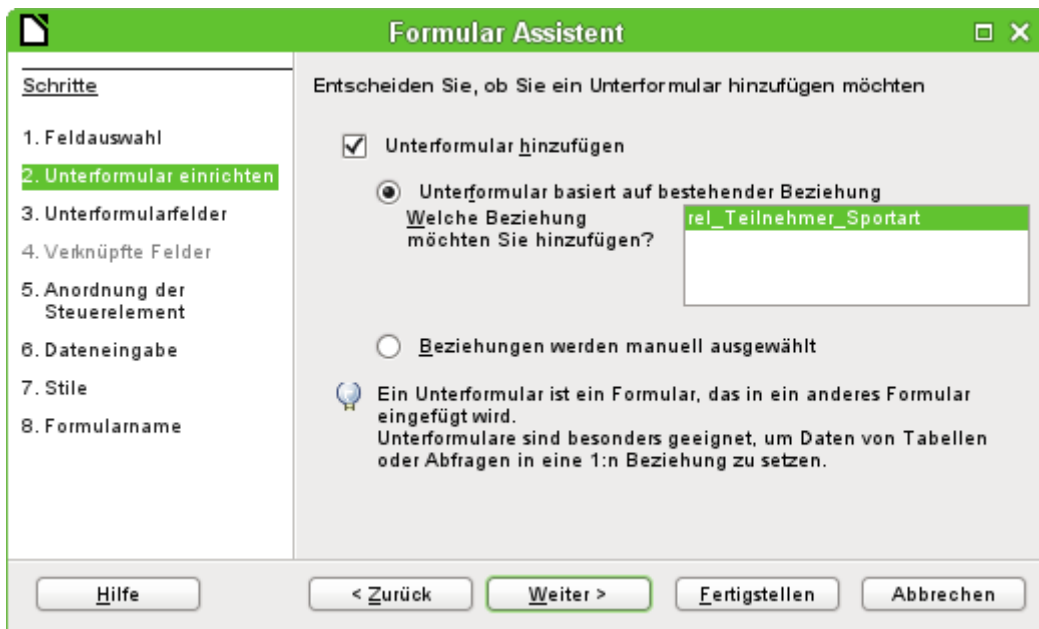 Formular Assistent
Schritte
1. Feldauswahl
2. Unterformular einrichten
3. Unterformularfelder
4. Verknüpfte Felder
5. Anordnung der
Steuerelement
6. Dateneingabe
7. Stile
8. Formularname
Entscheiden Sie, ob Sie ein Unterformular hinzufügen möchten
Unterformular hinzufügen
Unterformular basiert auf bestehender Beziehung
Welche Beziehung
möchten Sie hinzufügen?
rel_Teilnehmer_Sportart
Beziehungen werden manuell ausgewählt
Ein Unterformular ist ein Formular, das in ein anderes Formular
eingefügt wird.
Unterformulare sind besonders geeignet, um Daten von Tabellen
oder Abfragen in eine 1:n Beziehung zu setzen.
Hilfe
< Zurück
Weiter >
Fertigstellen
Abbrechen